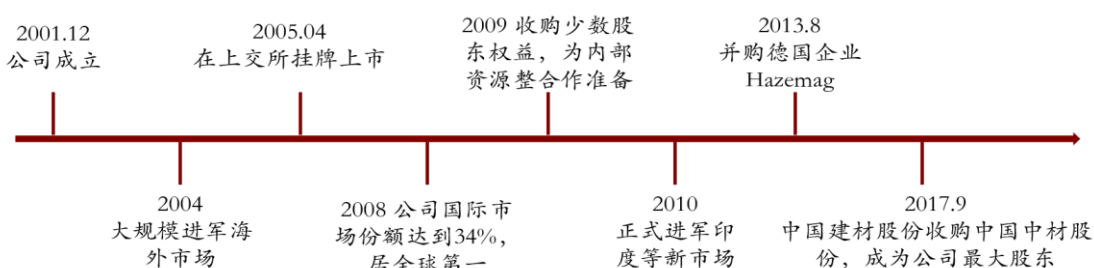 2001.12
公司成立
2005.04
在上交所挂牌上市
2009 收购少数股
东权益，为内部
资源整合作准备
2013.8
并购德国企业
Hazemag
2004
大规模进军海
外市场
2008 公司国际市
场份额达到34%，
居全球第一
2010
正式进军印
度等新市场
2017.9
中国建材股份收购中国中材股
份，成为公司最大股东